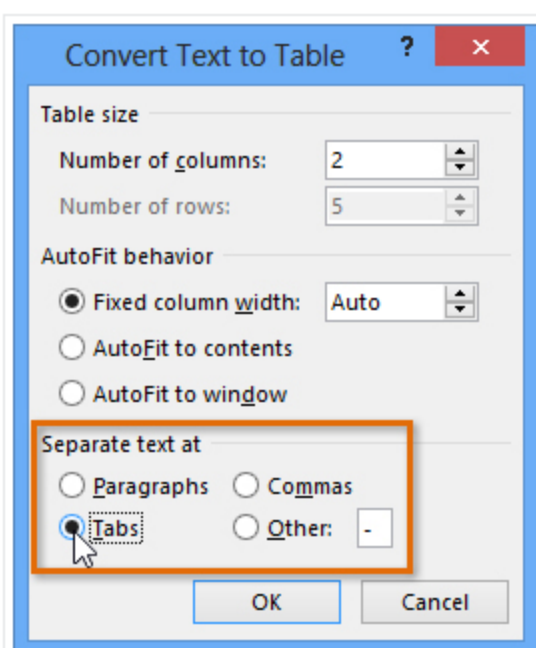 Convert Text to Table ? ×
Table size
Number of columns: 2
Number of rows: 5
AutoFit behavior
Fixed column width: Auto
AutoFit to contents
AutoFit to window
Separate text at
Paragraphs Commas
Tabs Other: -
OK Cancel